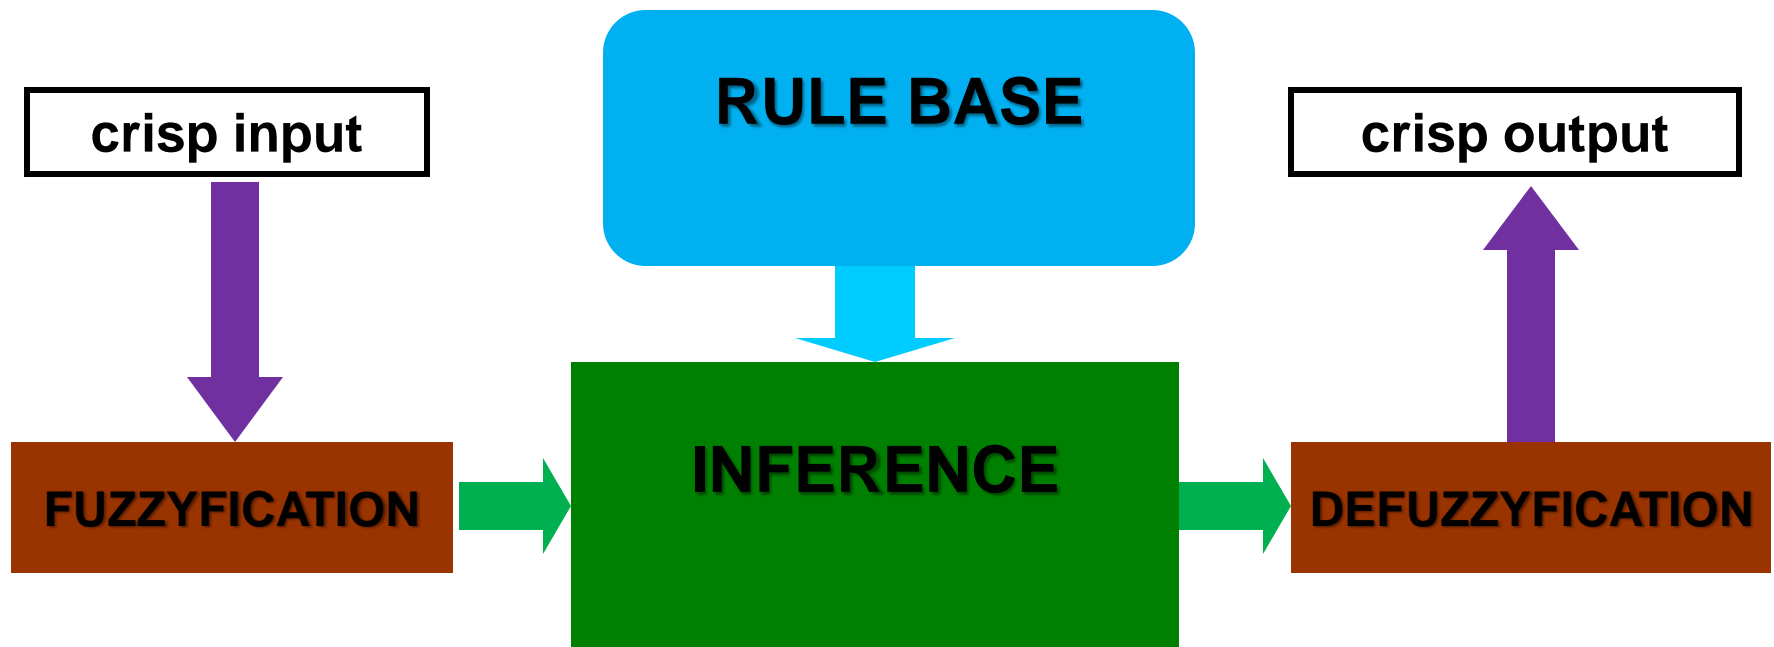 RULE BASE
crisp input
crisp output
INFERENCE
FUZZYFICATION
DEFUZZYFICATION